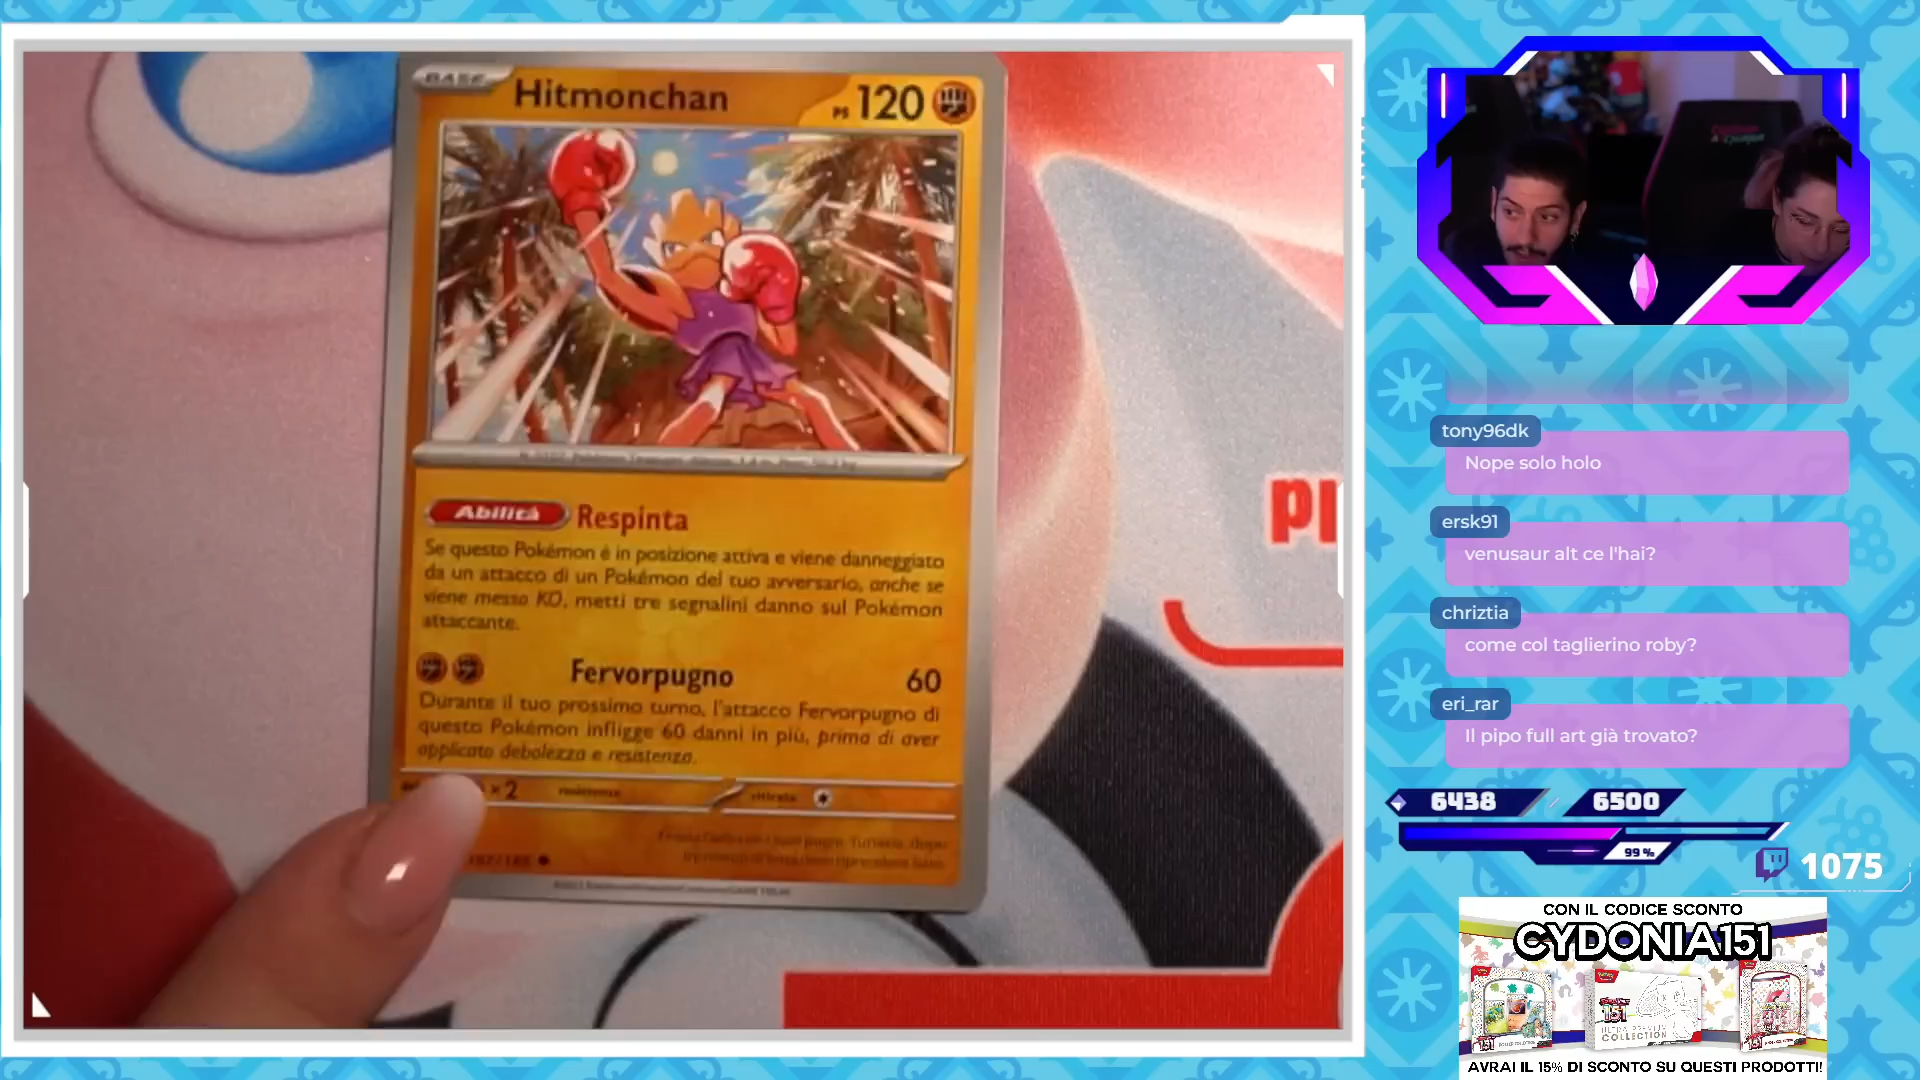 BASE
Hitmonchan
PS 120
Abilità Respinta
Se questo Pokémon è in posizione attiva e viene danneggiato
da un attacco di un Pokémon del tuo avversario, anche se
viene messo KO, metti tre segnalini danno sul Pokémon
attaccante.
Fervorpugno 60
Durante il tuo prossimo turno, l'attacco Fervorpugno di
questo Pokémon infligge 60 danni in più, prima di aver
applicato debolezza e resistenza.
×2 resistenza ritirata
PI
tony96dk
Nope solo holo
ersk91
venusaur alt ce l'hai?
chriztia
come col taglierino roby?
eri_rar
Il pipo full art già trovato?
6438 6500
99 %
1075
CON IL CODICE SCONTO
CYDONIA151
151
ULTRA PREMIUM
COLLECTION
AVRAI IL 15% DI SCONTO SU QUESTI PRODOTTI!